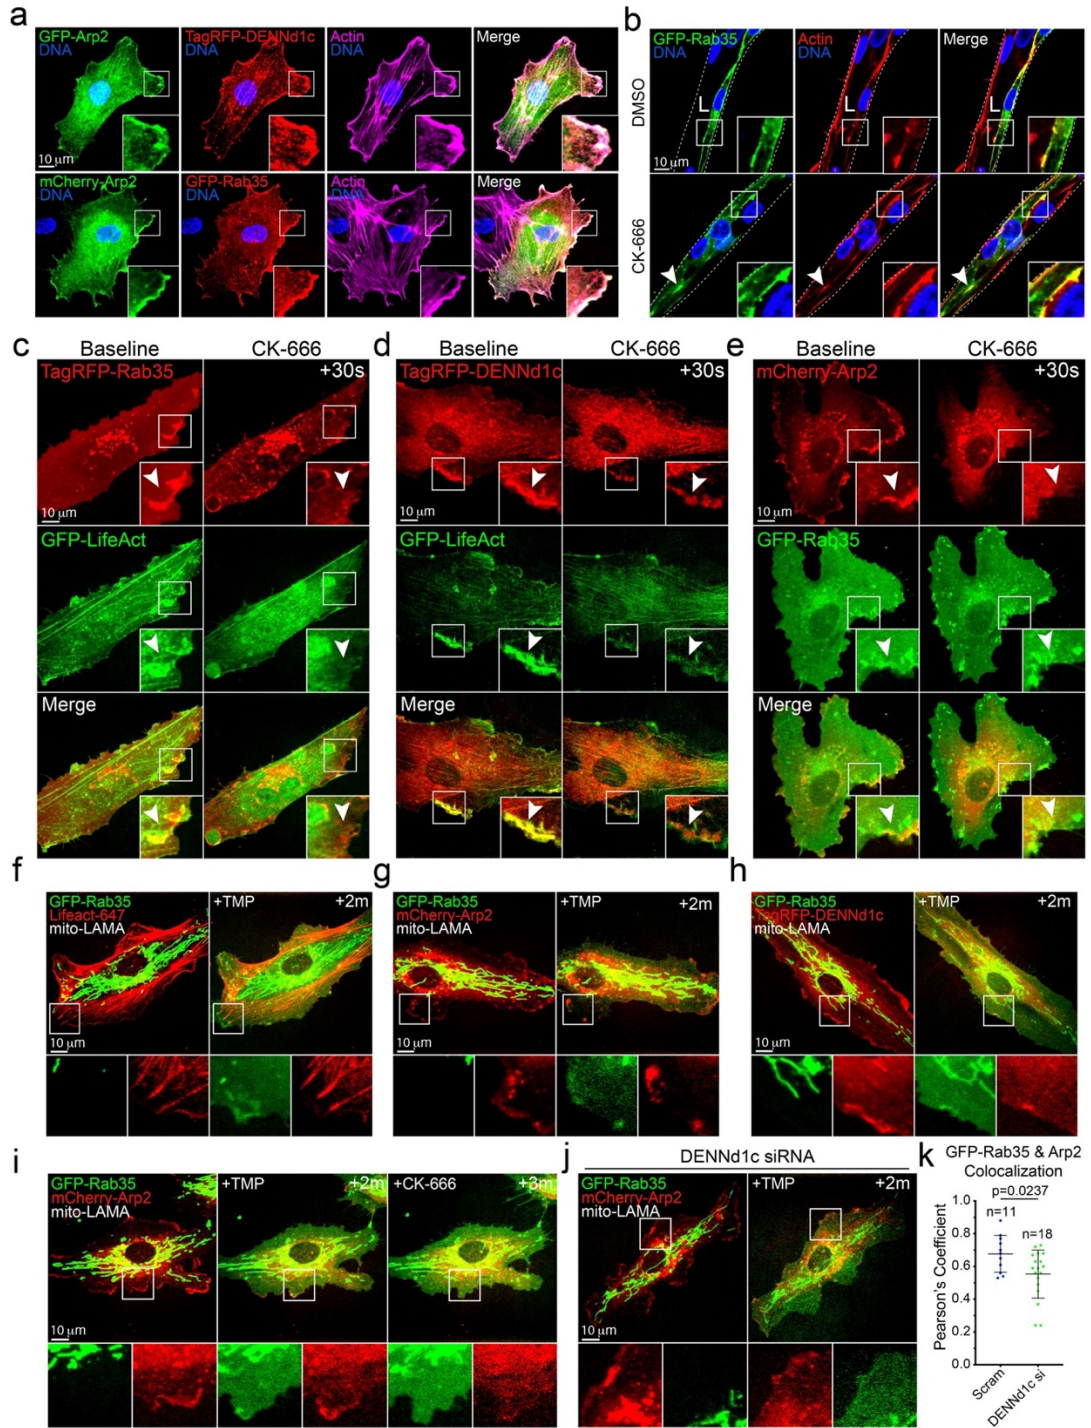 a
GFP-Arp2
DNA
TagRFP-DENNd1c
DNA
Actin
DNA
Merge
10 µm
mCherry-Arp2
DNA
GFP-Rab35
DNA
Actin
DNA
Merge
10 µm
b
DMSO
GFP-Rab35
DNA
Actin
DNA
Merge
L
L
L
10 µm
CK-666
c
Baseline
CK-666
TagRFP-Rab35
+30s
10 µm
GFP-LifeAct
Merge
d
Baseline
CK-666
TagRFP-DENNd1c
+30s
10 µm
GFP-LifeAct
Merge
e
Baseline
CK-666
mCherry-Arp2
+30s
10 µm
GFP-Rab35
Merge
f
GFP-Rab35
Lifeact-647
mito-LAMA
+TMP
+2m
10 µm
g
GFP-Rab35
mCherry-Arp2
mito-LAMA
+TMP
+2m
10 µm
h
GFP-Rab35
TagRFP-DENNd1c
mito-LAMA
+TMP
+2m
10 µm
i
GFP-Rab35
mCherry-Arp2
mito-LAMA
+TMP
+2m
+CK-666
+3m
10 µm
j
DENNd1c siRNA
GFP-Rab35
mCherry-Arp2
mito-LAMA
+TMP
+2m
10 µm
k
GFP-Rab35 & Arp2
Colocalization
p=0.0237
n=11
n=18
Pearson's Coefficient
1.0
0.8
0.6
0.4
0.2
0.0
Scram
DENNd1c si